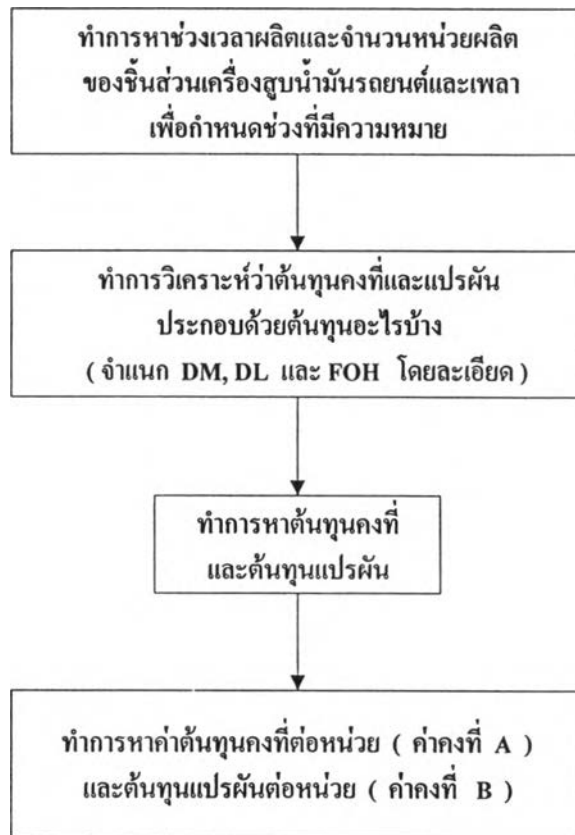 ทำการหาช่วงเวลาผลิตและจำนวนหน่วยผลิต
ของชิ้นส่วนเครื่องสูบน้ำมันรถยนต์และเพลา
เพื่อกำหนดช่วงที่มีความหมาย
ทำการวิเคราะห์ว่าต้นทุนคงที่และแปรผัน
ประกอบด้วยต้นทุนอะไรบ้าง
( จำแนก DM, DL และ FOH โดยละเอียด )
ทำการหาต้นทุนคงที่
และต้นทุนแปรผัน
ทำการหาค่าต้นทุนคงที่ต่อหน่วย ( ค่าคงที่ A )
และต้นทุนแปรผันต่อหน่วย ( ค่าคงที่ B )